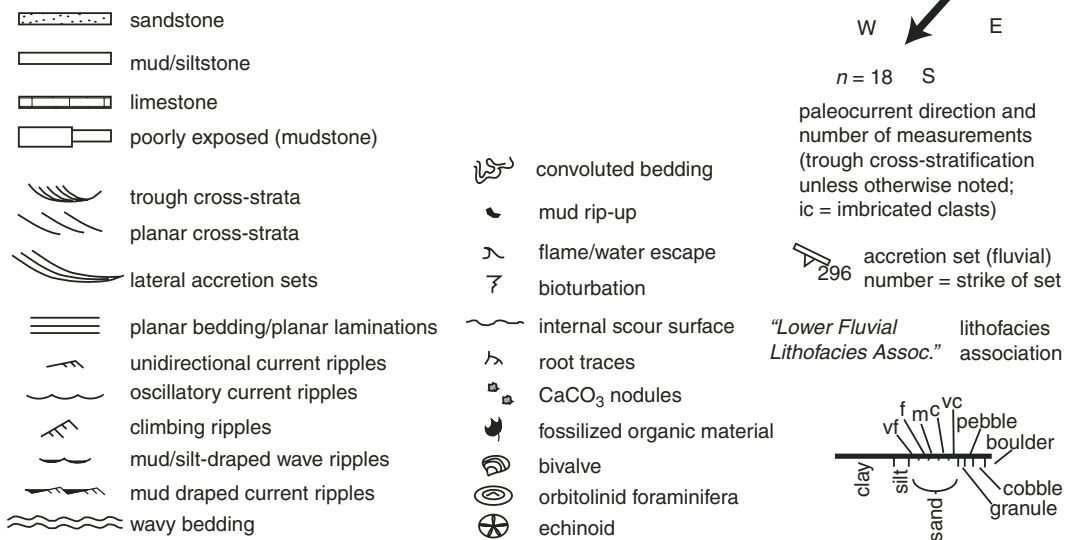 sandstone
mud/siltstone
limestone
poorly exposed (mudstone)
trough cross-strata
planar cross-strata
lateral accretion sets
planar bedding/planar laminations
unidirectional current ripples
oscillatory current ripples
climbing ripples
mud/silt-draped wave ripples
mud draped current ripples
wavy bedding
convoluted bedding
mud rip-up
flame/water escape
bioturbation
internal scour surface
root traces
CaCO3 nodules
fossilized organic material
bivalve
orbitolinid foraminifera
echinoid
W E
n = 18 S
paleocurrent direction and
number of measurements
(trough cross-stratification
unless otherwise noted;
ic = imbricated clasts)
296
accretion set (fluvial)
number = strike of set
"Lower Fluvial
Lithofacies Assoc."
lithofacies
association
vf f m c vc pebble
boulder
clay silt sand granule cobble